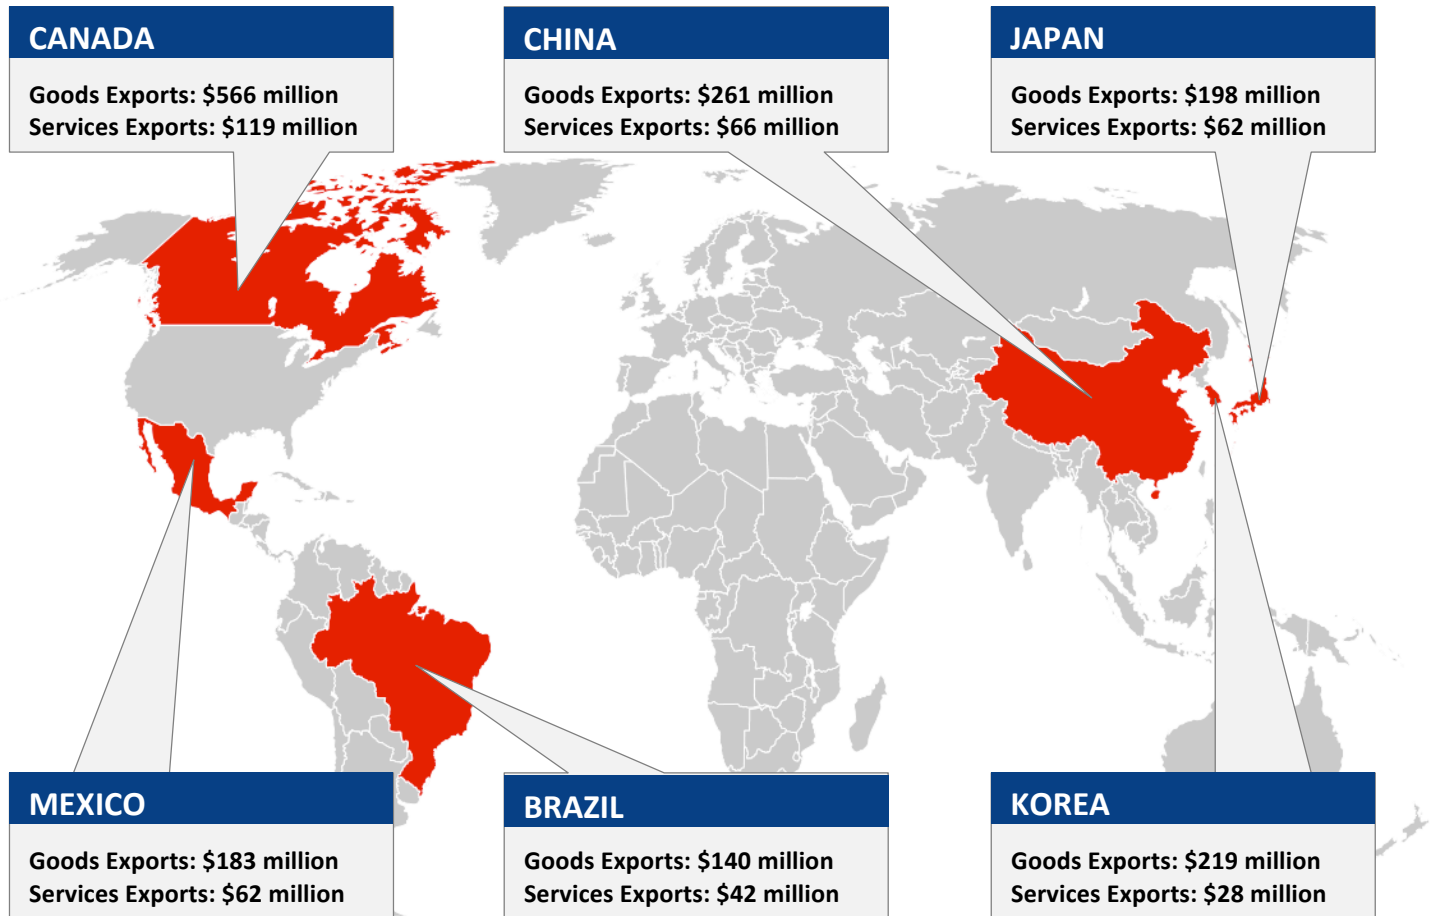 CANADA
Goods Exports: $566 million
Services Exports: $119 million
CHINA
Goods Exports: $261 million
Services Exports: $66 million
JAPAN
Goods Exports: $198 million
Services Exports: $62 million
MEXICO
Goods Exports: $183 million
Services Exports: $62 million
BRAZIL
Goods Exports: $140 million
Services Exports: $42 million
KOREA
Goods Exports: $219 million
Services Exports: $28 million